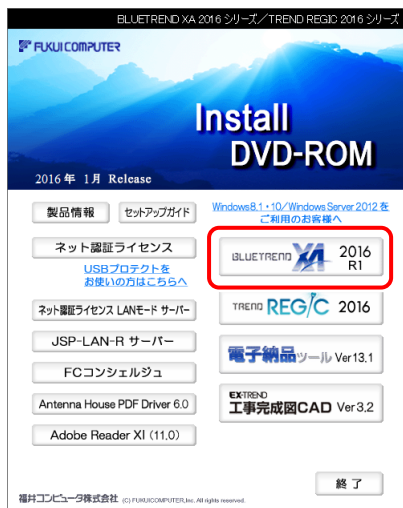 BLUETREND XA 2016 シリーズ／TREND REGIC 2016 シリーズ
FUKUI COMPUTER
Install
DVD-ROM
2016 年 1月 Release
製品情報
セットアップガイド
Windows8.1・10／Windows Server 2012 を
ご利用のお客様へ
ネット認証ライセンス
USBプロテクトを
お使いの方はこちらへ
BLUETREND XA 2016
R1
ネット認証ライセンス LANモード サーバー
TREND REGIC 2016
JSP-LAN-R サーバー
電子納品ツール Ver13.1
FCコンシェルジュ
Antenna House PDF Driver 6.0
EX-TREND
工事完成図CAD Ver3.2
Adobe Reader XI (11.0)
終了
福井コンピュータ株式会社 (C) FUKUICOMPUTER,Inc. All rights reserved.